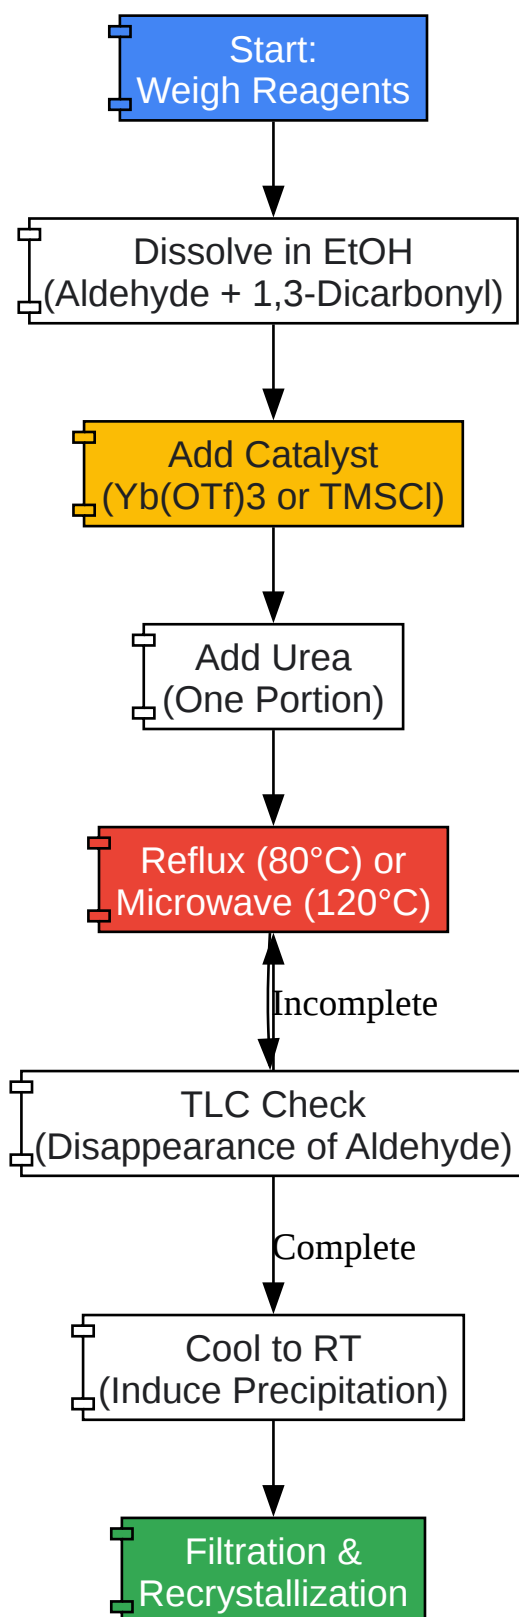 Start:
Weigh Reagents
Dissolve in EtOH
(Aldehyde + 1,3-Dicarbonyl)
Add Catalyst
(Yb(OTf)3 or TMSCl)
Add Urea
(One Portion)
Reflux (80°C) or
Microwave (120°C)
Incomplete
TLC Check
(Disappearance of Aldehyde)
Complete
Cool to RT
(Induce Precipitation)
Filtration &
Recrystallization